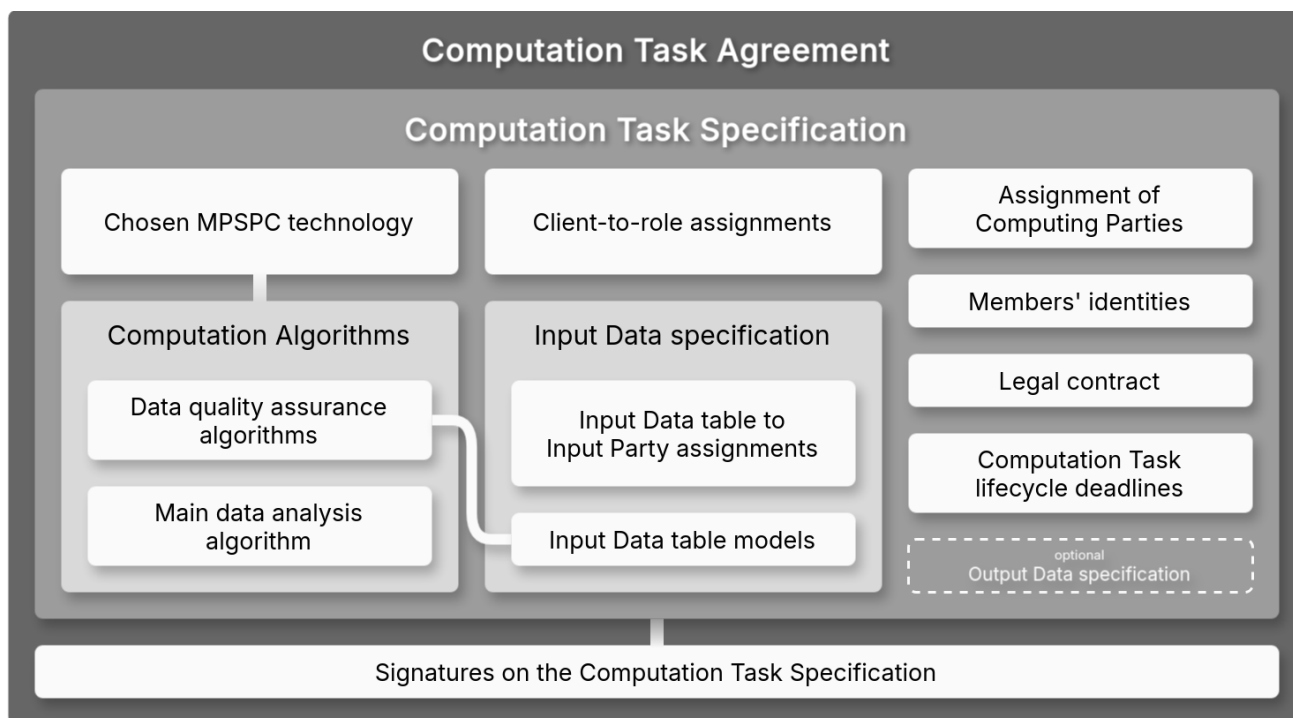 Computation Task Agreement
Computation Task Specification
Chosen MPSPC technology
Client-to-role assignments
Assignment of
Computing Parties
Members' identities
Legal contract
Computation Task
lifecycle deadlines
optional
Output Data specification
Computation Algorithms
Data quality assurance
algorithms
Main data analysis
algorithm
Input Data specification
Input Data table to
Input Party assignments
Input Data table models
Signatures on the Computation Task Specification